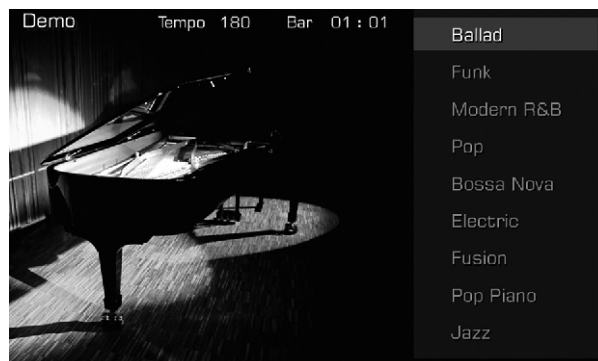 Demo Tempo 180 Bar 01 : 01
Ballad
Funk
Modern R&B
Pop
Bossa Nova
Electric
Fusion
Pop Piano
Jazz